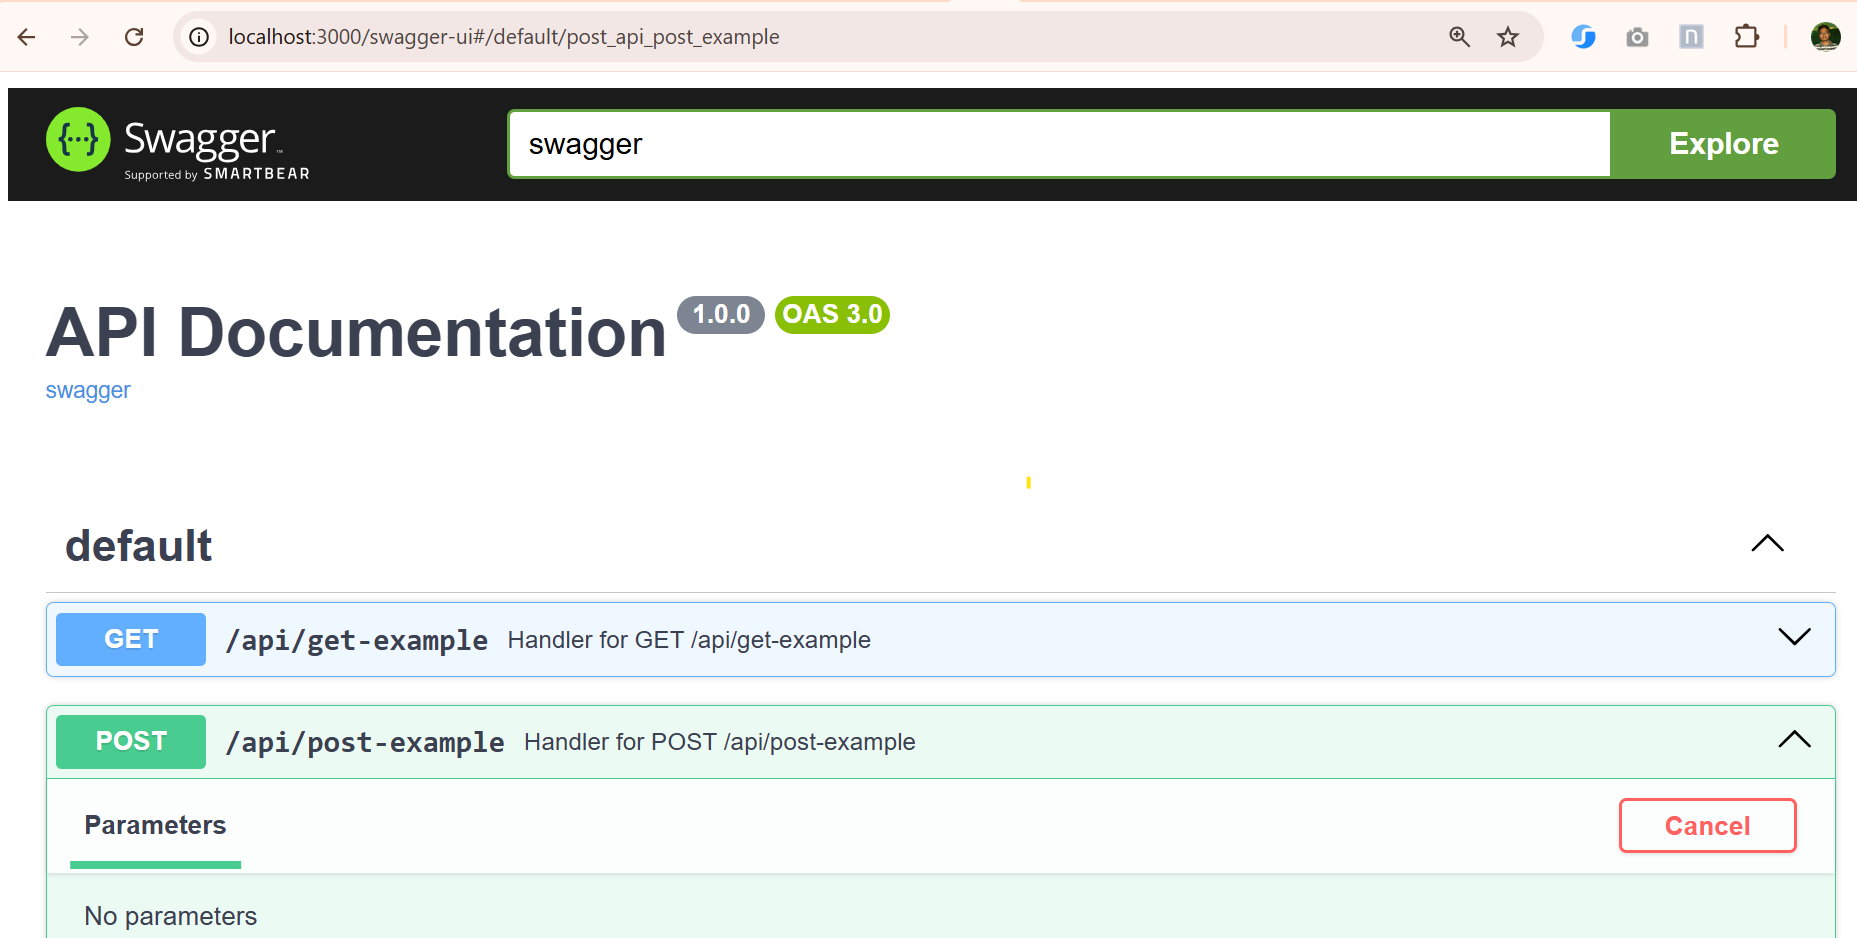 localhost:3000/swagger-ui#/default/post_api_post_example
Swagger™
Supported by SMARTBEAR
swagger
Explore
API Documentation 1.0.0 OAS 3.0
swagger
default
GET /api/get-example Handler for GET /api/get-example
POST /api/post-example Handler for POST /api/post-example
Parameters
Cancel
No parameters